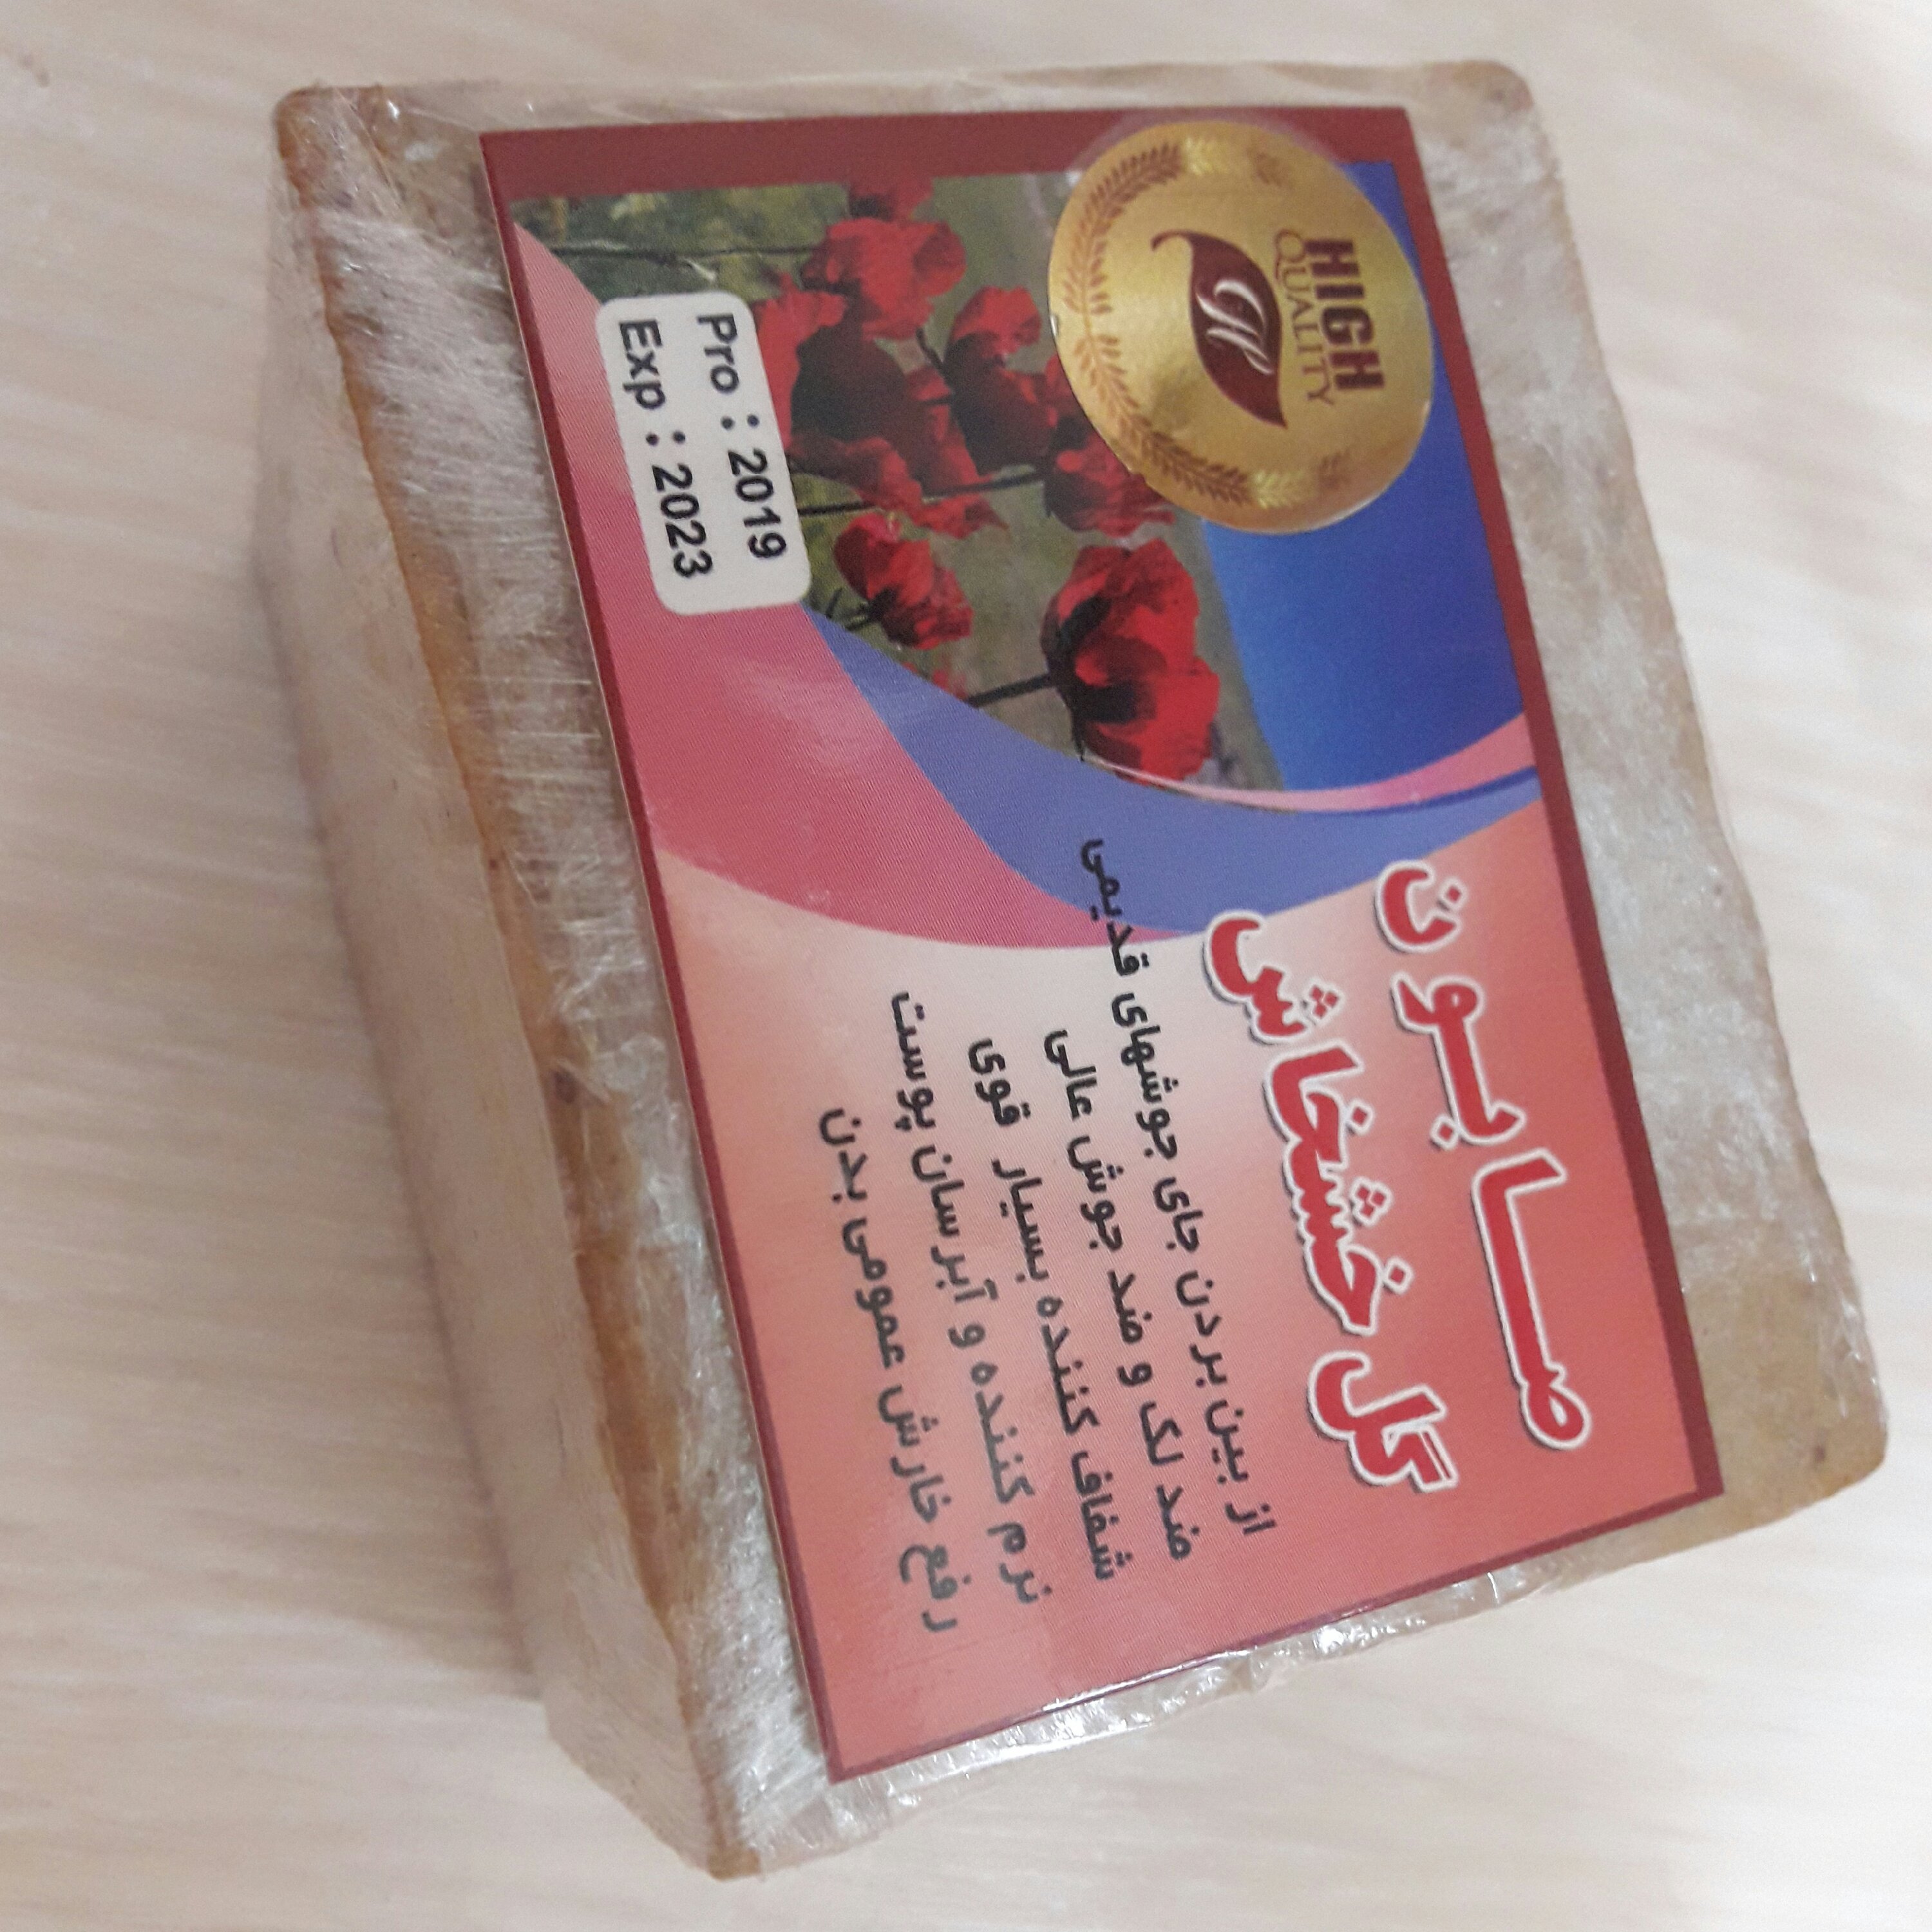 HIGH
QUALITY
صابون
گل خشخاش
از بین بردن جای جوشهای قدیمی
ضد لک و ضد جوش عالی
شفاف کننده بسیار قوی
نرم کننده و آبرسان پوست
رفع خارش عمومی بدن
Pro : 2019
Exp : 2023